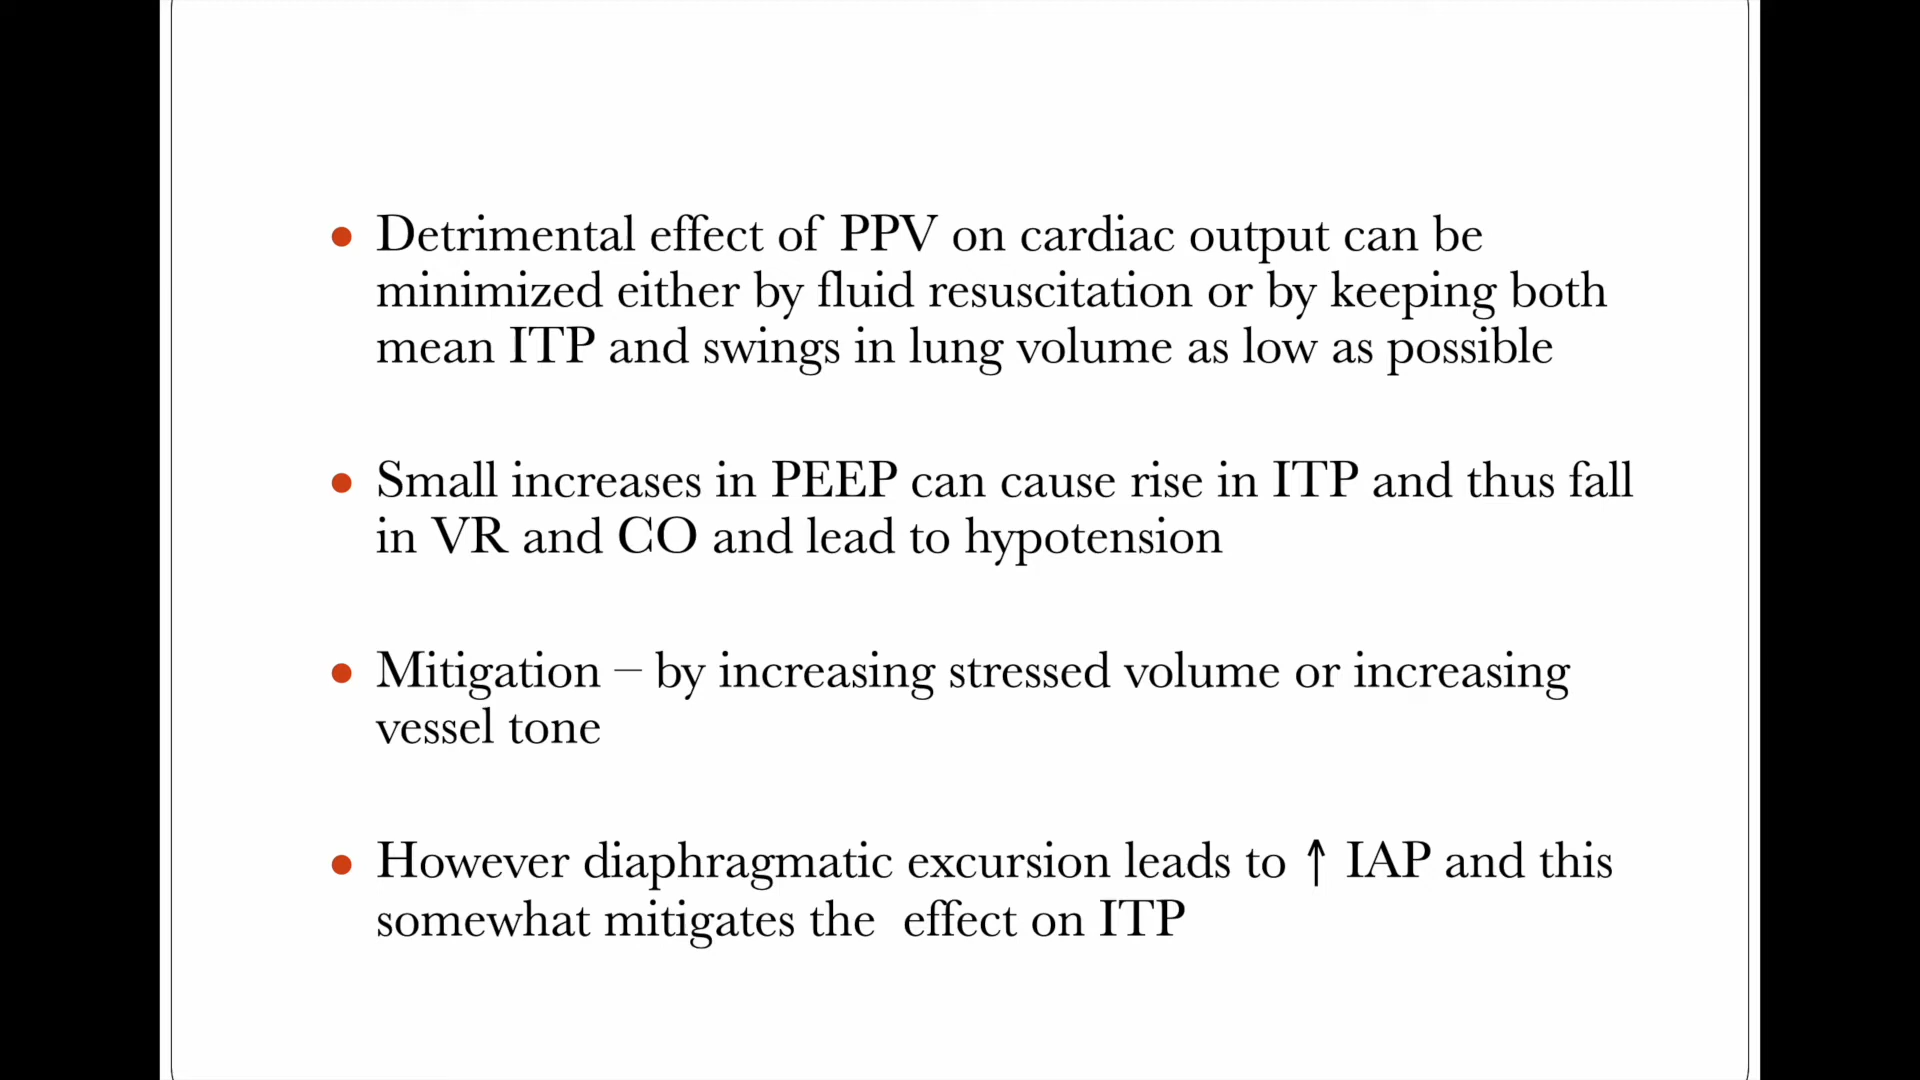 • Detrimental effect of PPV on cardiac output can be
minimized either by fluid resuscitation or by keeping both
mean ITP and swings in lung volume as low as possible
• Small increases in PEEP can cause rise in ITP and thus fall
in VR and CO and lead to hypotension
• Mitigation – by increasing stressed volume or increasing
vessel tone
• However diaphragmatic excursion leads to ↑ IAP and this
somewhat mitigates the effect on ITP